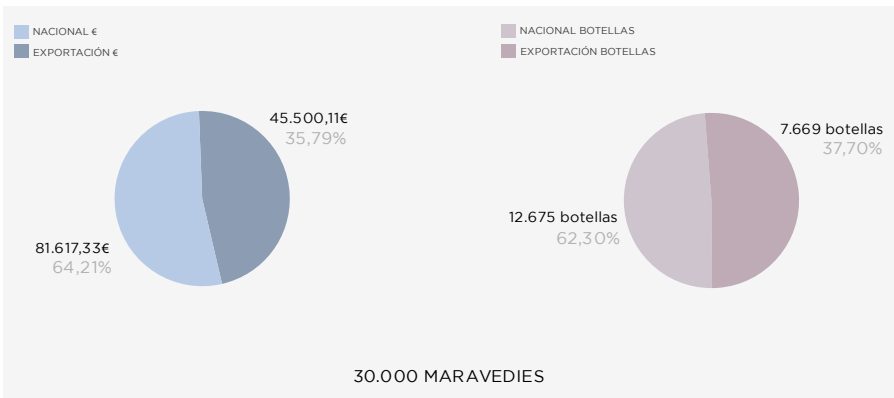 NACIONAL €
EXPORTACIÓN €
45.500,11€
35,79%
81.617,33€
64,21%
NACIONAL BOTELLAS
EXPORTACIÓN BOTELLAS
7.669 botellas
37,70%
12.675 botellas
62,30%
30.000 MARAVEDIES